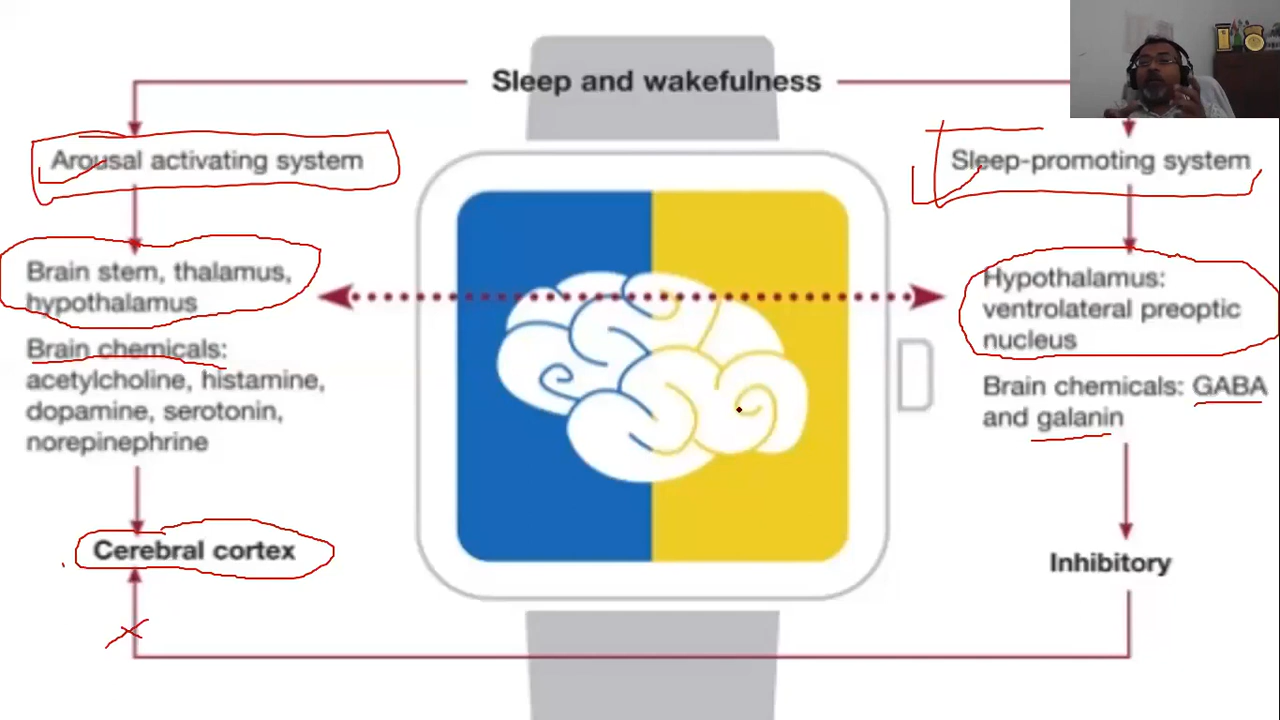 Sleep and wakefulness
Arousal activating system
Brain stem, thalamus,
hypothalamus
Brain chemicals:
acetylcholine, histamine,
dopamine, serotonin,
norepinephrine
Cerebral cortex
Sleep-promoting system
Hypothalamus:
ventrolateral preoptic
nucleus
Brain chemicals: GABA
and galanin
Inhibitory